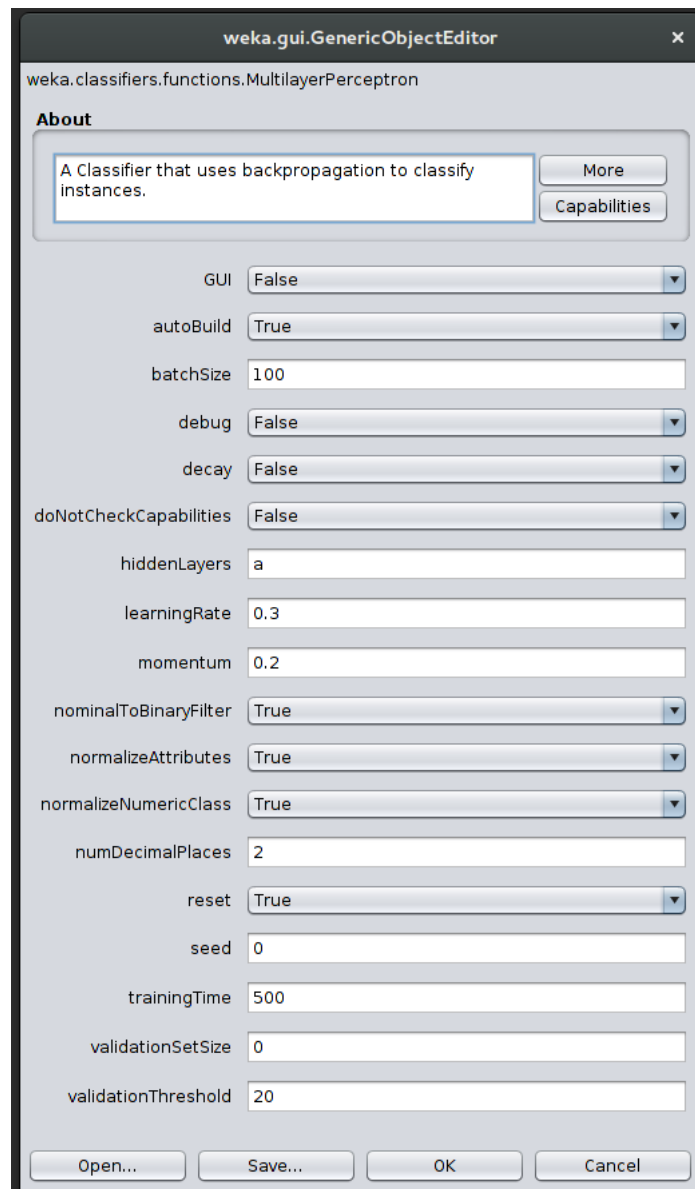 weka.gui.GenericObjectEditor ×
weka.classifiers.functions.MultilayerPerceptron
About
A Classifier that uses backpropagation to classify
instances.
More
Capabilities
GUI False
autoBuild True
batchSize 100
debug False
decay False
doNotCheckCapabilities False
hiddenLayers a
learningRate 0.3
momentum 0.2
nominalToBinaryFilter True
normalizeAttributes True
normalizeNumericClass True
numDecimalPlaces 2
reset True
seed 0
trainingTime 500
validationSetSize 0
validationThreshold 20
Open... Save... OK Cancel